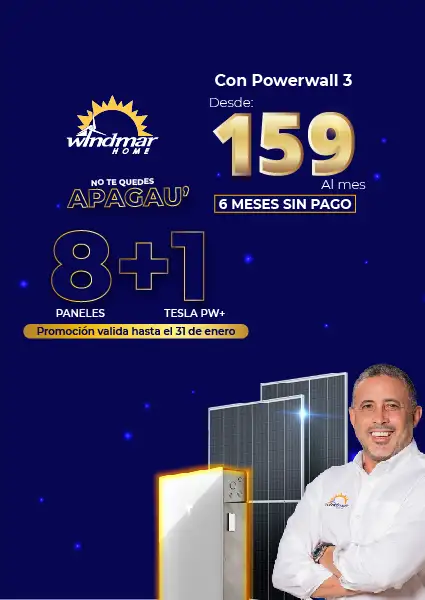 Con Powerwall 3
Desde:
159
Al mes
6 MESES SIN PAGO
windmar
HOME
NO TE QUEDES
APAGAU'
8+1
PANELES
TESLA PW+
Promoción valida hasta el 31 de enero
windmar